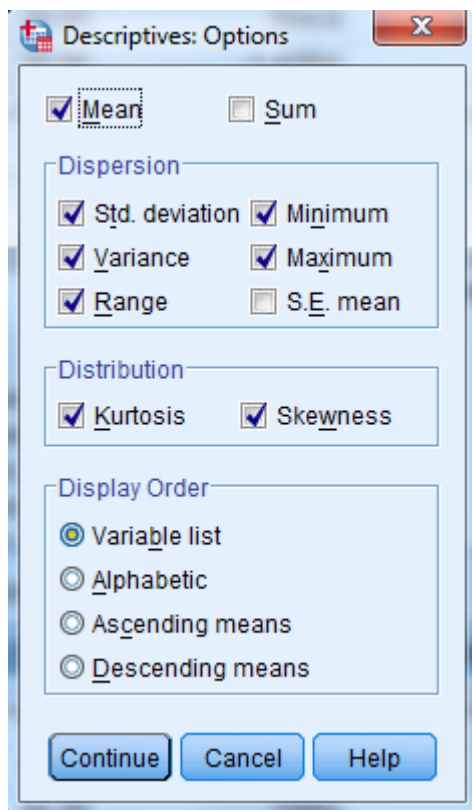 Descriptives: Options
Mean Sum
Dispersion
Std. deviation Minimum
Variance Maximum
Range S.E. mean
Distribution
Kurtosis Skewness
Display Order
Variable list
Alphabetic
Ascending means
Descending means
Continue Cancel Help